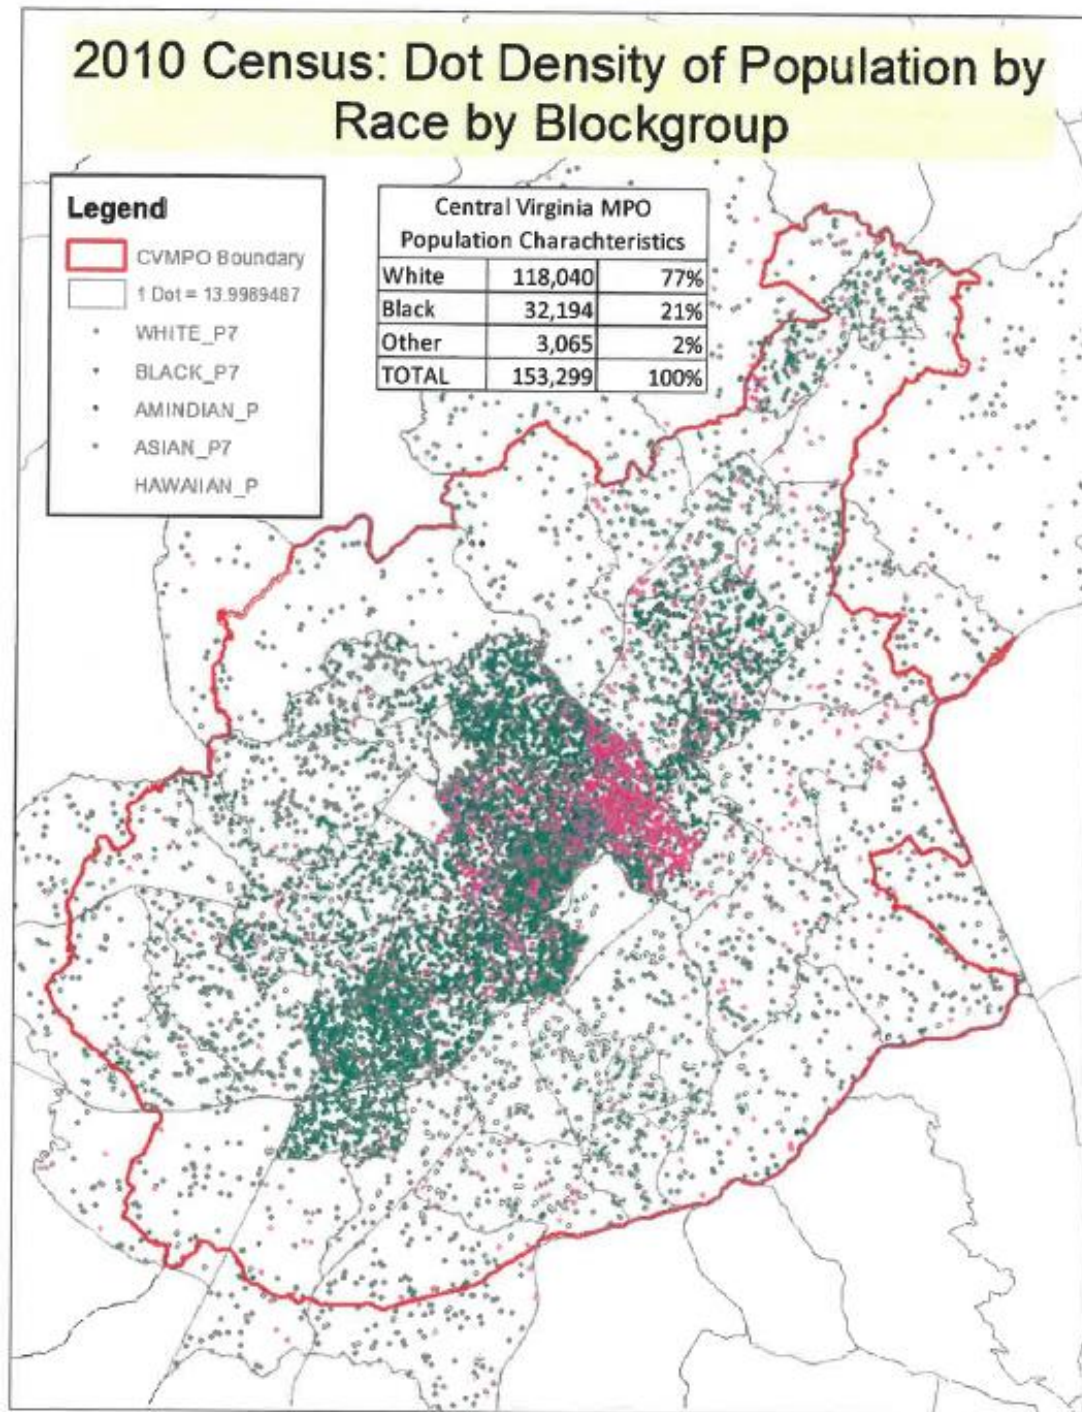 2010 Census: Dot Density of Population by
Race by Blockgroup
Legend
CVMPO Boundary
1 Dot = 13.9989487
WHITE_P7
BLACK_P7
AMINDIAN_P
ASIAN_P7
HAWAIIAN_P
Central Virginia MPO
Population Charachteristics
White 118,040 77%
Black 32,194 21%
Other 3,065 2%
TOTAL 153,299 100%